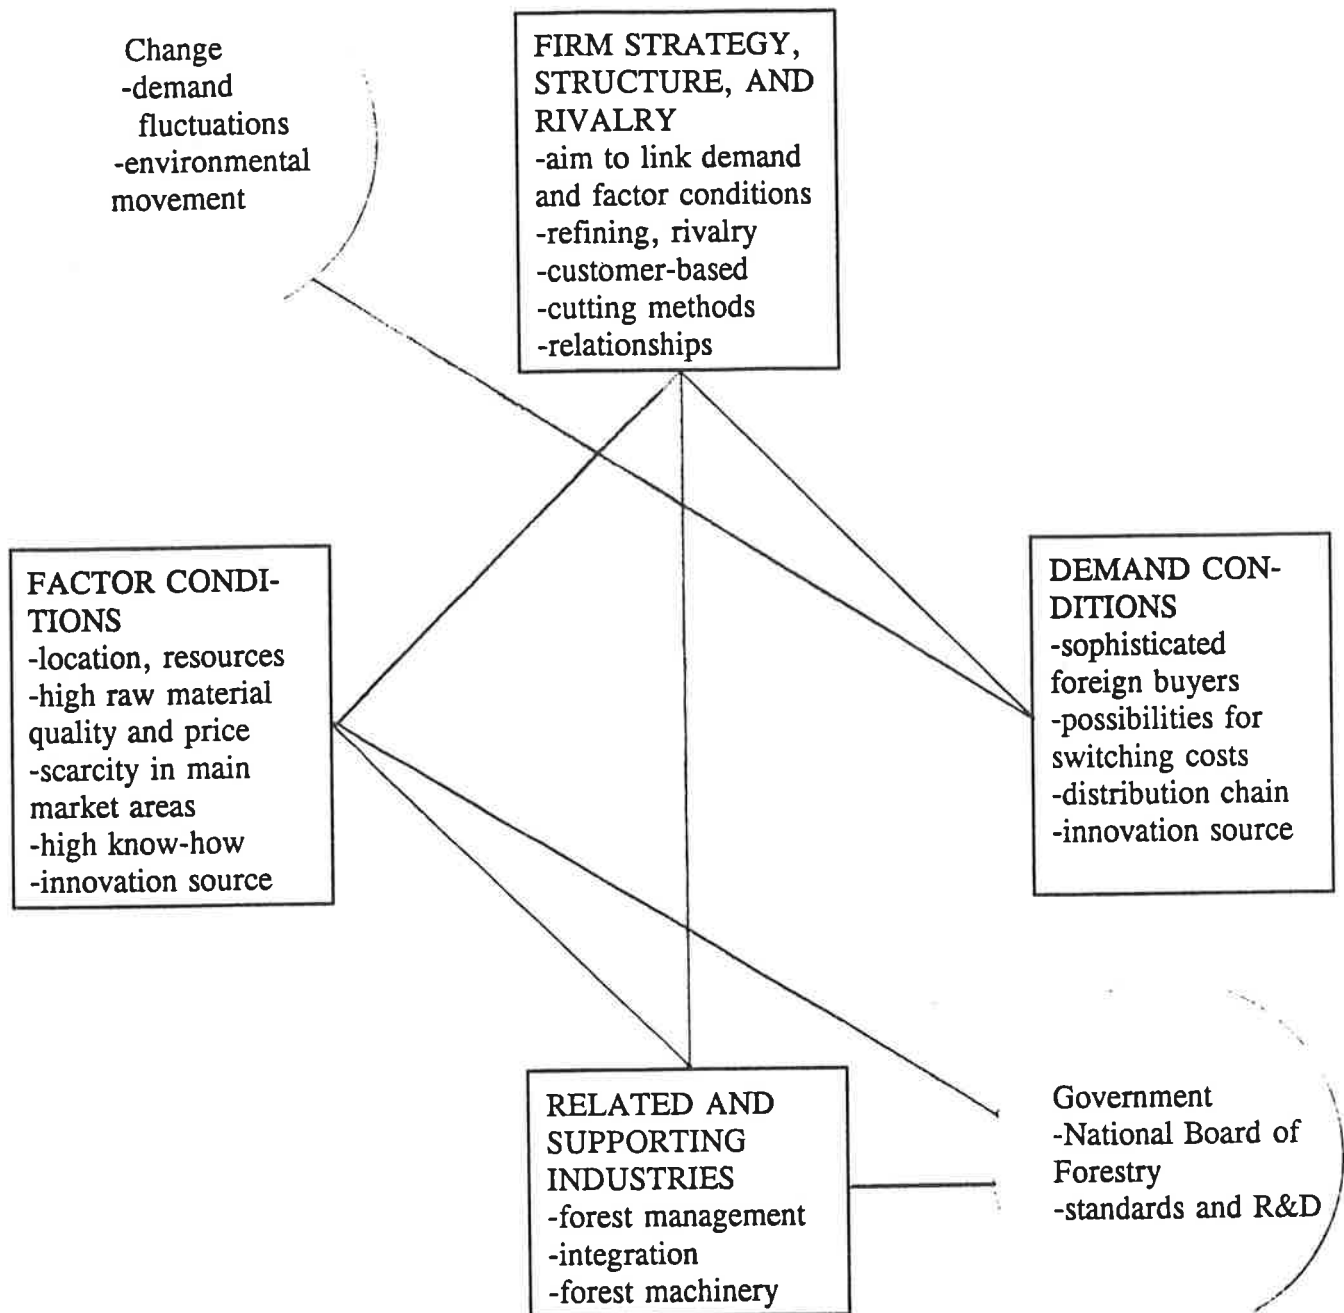 Change
-demand
fluctuations
-environmental
movement
FIRM STRATEGY,
STRUCTURE, AND
RIVALRY
-aim to link demand
and factor conditions
-refining, rivalry
-customer-based
-cutting methods
-relationships
FACTOR CONDI-
TIONS
-location, resources
-high raw material
quality and price
-scarcity in main
market areas
-high know-how
-innovation source
DEMAND CON-
DITIONS
-sophisticated
foreign buyers
-possibilities for
switching costs
-distribution chain
-innovation source
RELATED AND
SUPPORTING
INDUSTRIES
-forest management
-integration
-forest machinery
Government
-National Board of
Forestry
-standards and R&D